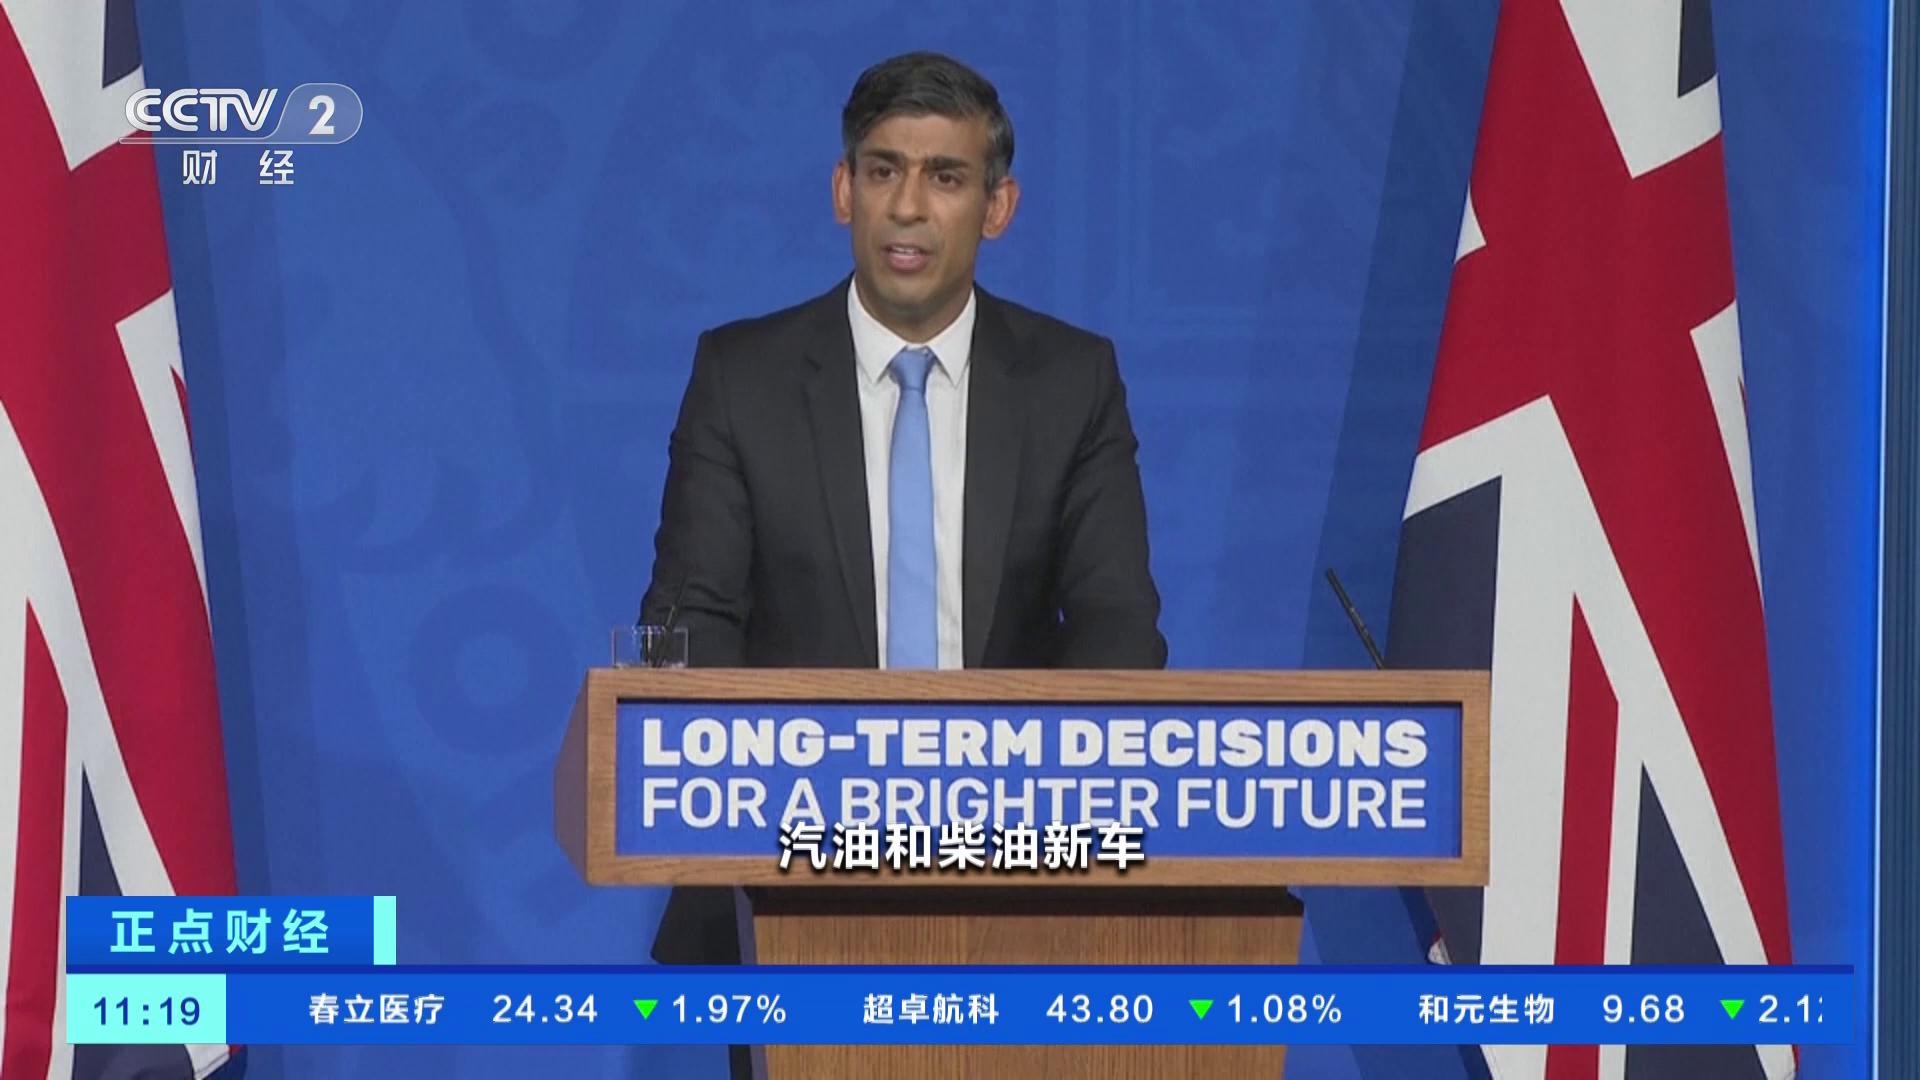 CCTV 2
财 经
LONG-TERM DECISIONS
FOR A BRIGHTER FUTURE
汽油和柴油新车
正点财经
11:19 春立医疗 24.34 ▼1.97% 超卓航科 43.80 ▼1.08% 和元生物 9.68 ▼2.1